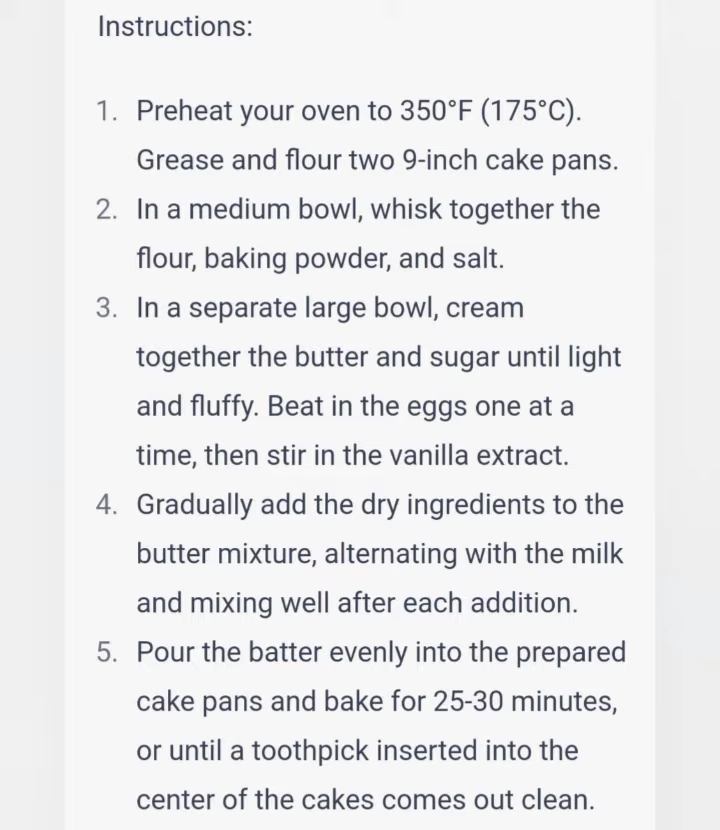 Instructions:
1. Preheat your oven to 350°F (175°C).
Grease and flour two 9-inch cake pans.
2. In a medium bowl, whisk together the
flour, baking powder, and salt.
3. In a separate large bowl, cream
together the butter and sugar until light
and fluffy. Beat in the eggs one at a
time, then stir in the vanilla extract.
4. Gradually add the dry ingredients to the
butter mixture, alternating with the milk
and mixing well after each addition.
5. Pour the batter evenly into the prepared
cake pans and bake for 25-30 minutes,
or until a toothpick inserted into the
center of the cakes comes out clean.